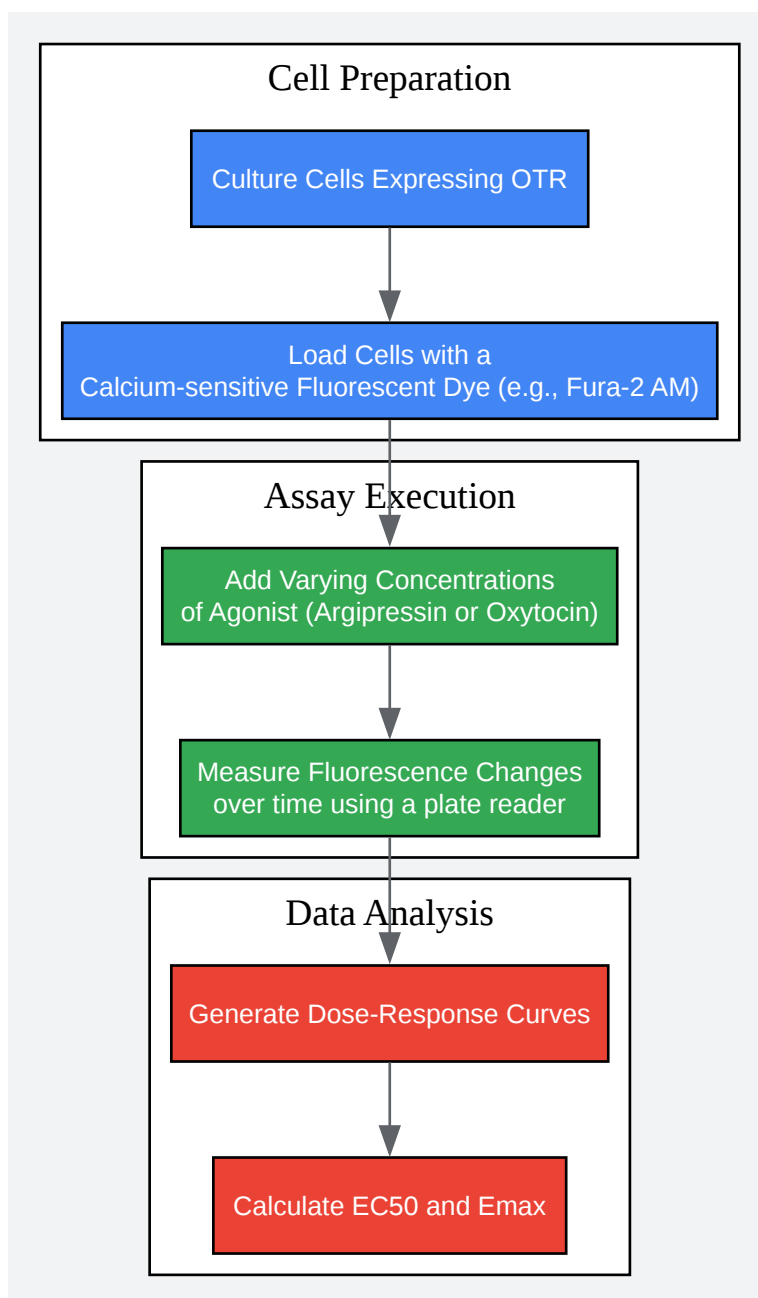 Cell Preparation
Culture Cells Expressing OTR
Load Cells with a
Calcium-sensitive Fluorescent Dye (e.g., Fura-2 AM)
Assay Execution
Add Varying Concentrations
of Agonist (Argipressin or Oxytocin)
Measure Fluorescence Changes
over time using a plate reader
Data Analysis
Generate Dose-Response Curves
Calculate EC50 and Emax